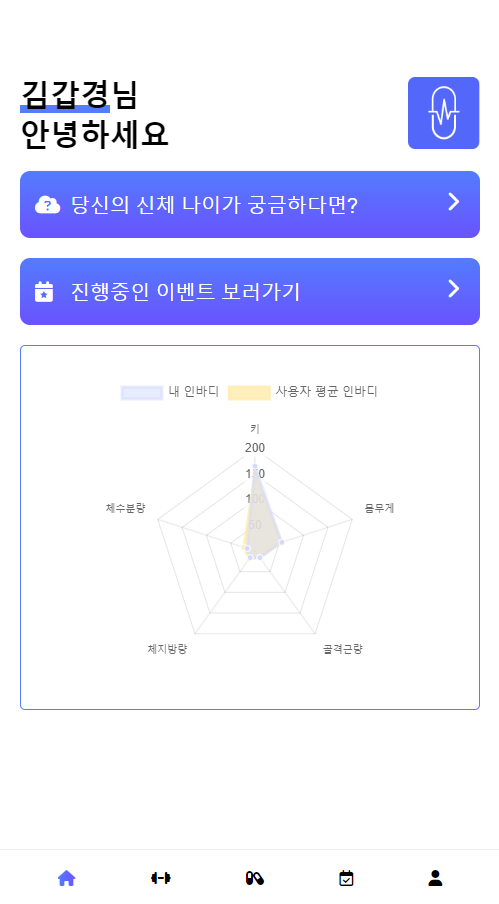 김갑경님
안녕하세요
당신의 신체 나이가 궁금하다면?
진행중인 이벤트 보러가기
내 인바디 사용자 평균 인바디
키
200
150
100
50
체수분량 몸무게
체지방량 골격근량